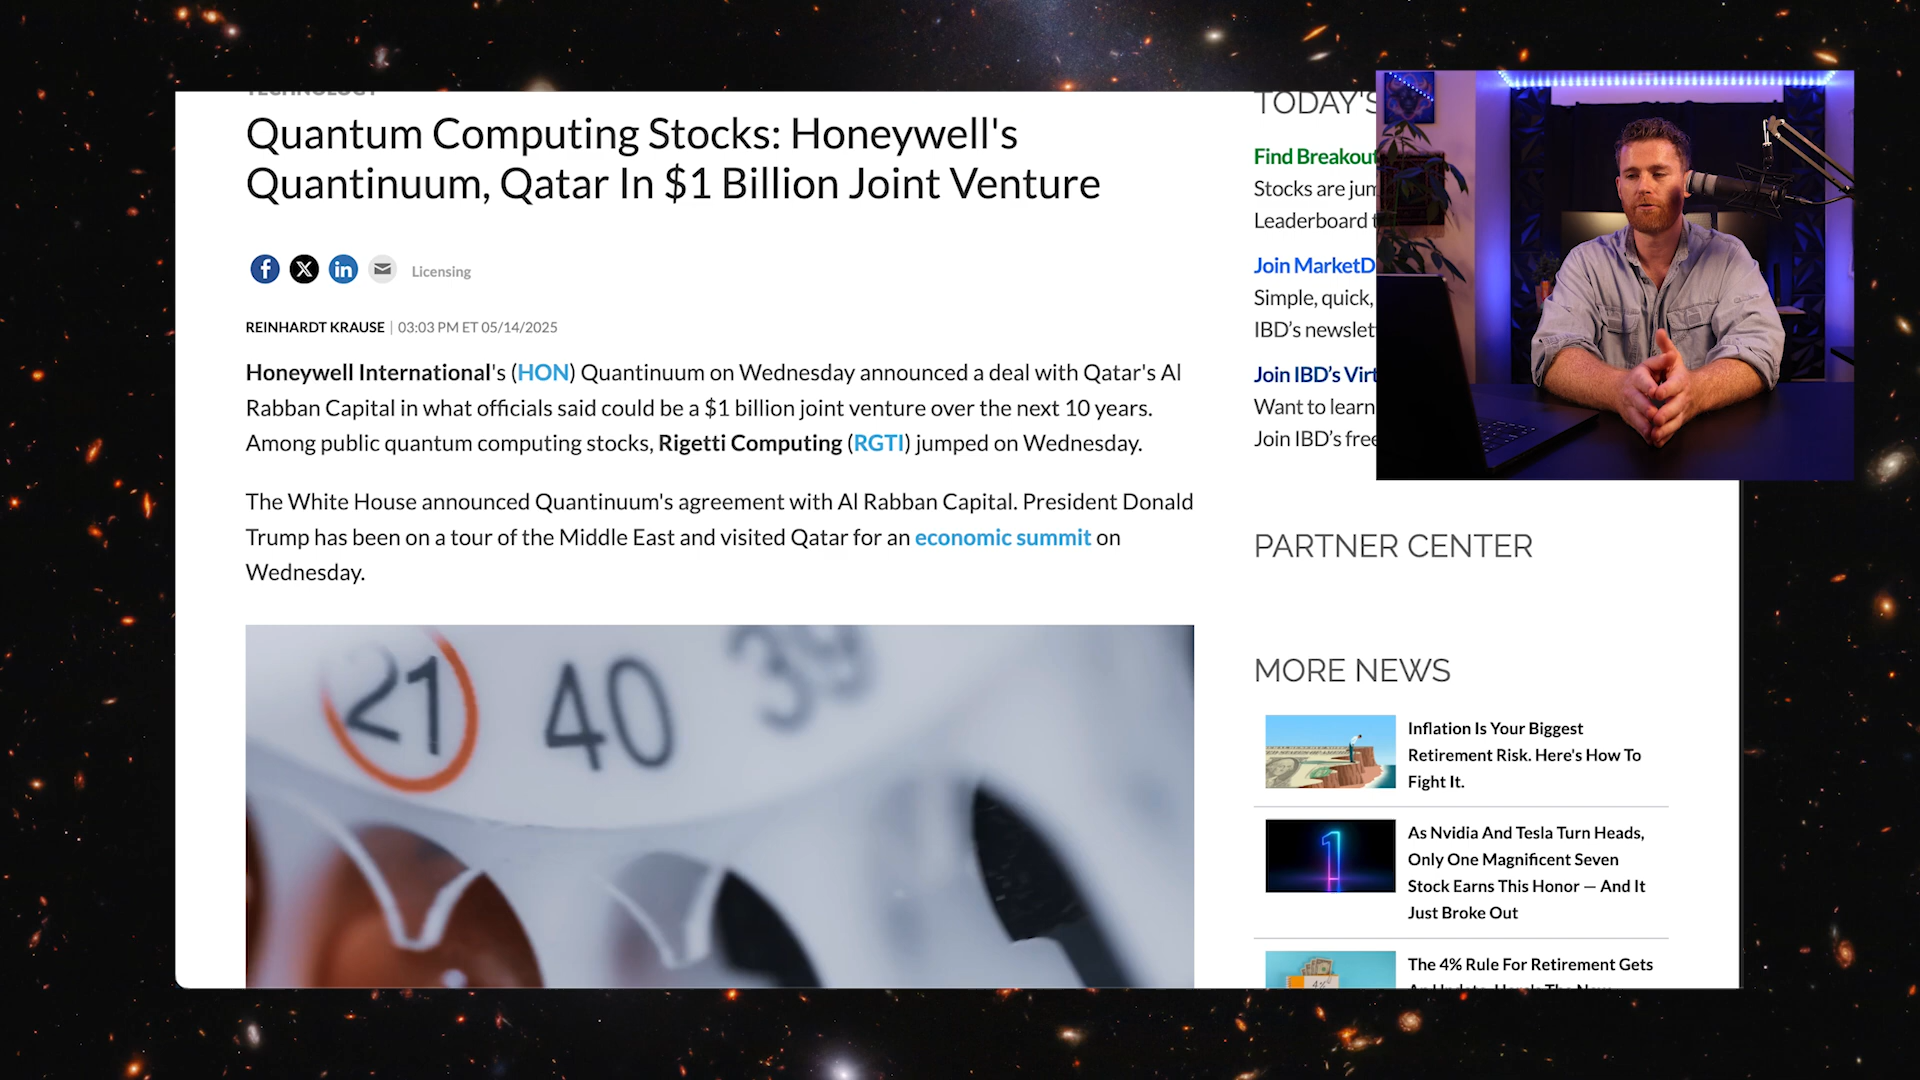 TECHNOLOGY
Quantum Computing Stocks: Honeywell's
Quantinuum, Qatar In $1 Billion Joint Venture
Licensing
REINHARDT KRAUSE | 03:03 PM ET 05/14/2025
Honeywell International's (HON) Quantinuum on Wednesday announced a deal with Qatar's Al
Rabban Capital in what officials said could be a $1 billion joint venture over the next 10 years.
Among public quantum computing stocks, Rigetti Computing (RGTI) jumped on Wednesday.
The White House announced Quantinuum's agreement with Al Rabban Capital. President Donald
Trump has been on a tour of the Middle East and visited Qatar for an economic summit on
Wednesday.
21 40 39
TODAY'S
Find Breakout
Stocks are
Leaderboard
Join
Simple, quick,
IBD's
Join IBD's
Want to learn
Join IBD's
PARTNER CENTER
MORE NEWS
Inflation Is Your Biggest
Retirement Risk. Here's How To
Fight It.
As Nvidia And Tesla Turn Heads,
Only One Magnificent Seven
Stock Earns This Honor — And It
Just Broke Out
The 4% Rule For Retirement Gets